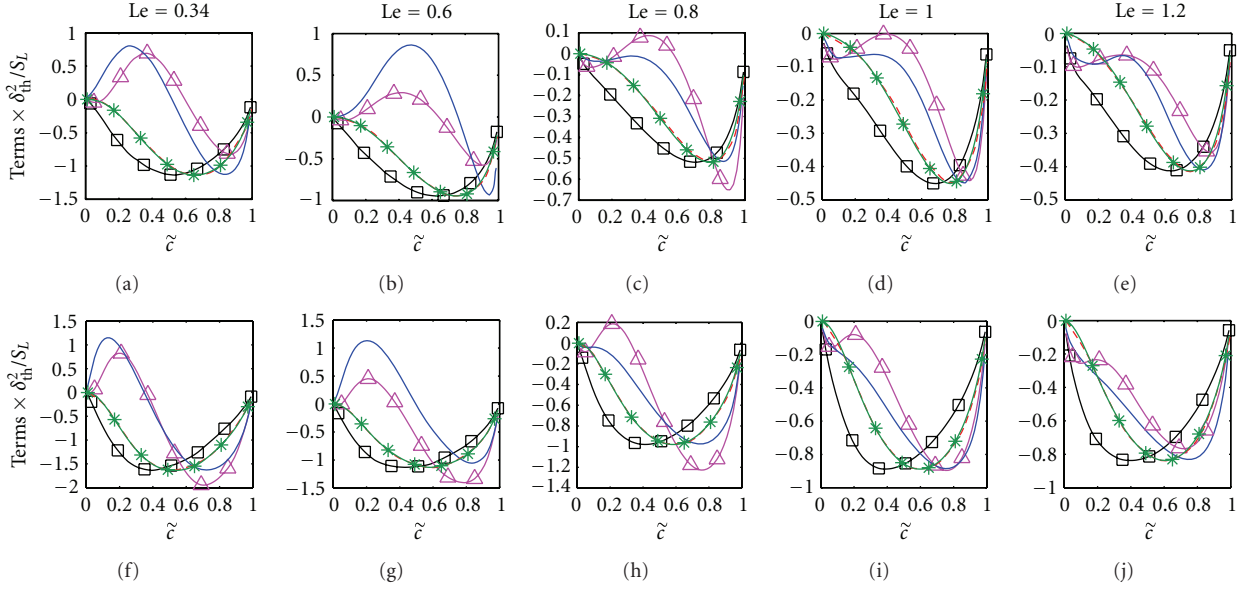 Le = 0.34 Le = 0.6 Le = 0.8 Le = 1 Le = 1.2
Terms × δ²_th/S_L
1 0.5 0 −0.5 −1 −1.5
0 0.2 0.4 0.6 0.8 1
c̃
(a)
1 0.5 0 −0.5 −1
0 0.2 0.4 0.6 0.8 1
c̃
(b)
0.1 0 −0.1 −0.2 −0.3 −0.4 −0.5 −0.6 −0.7
0 0.2 0.4 0.6 0.8 1
c̃
(c)
0 −0.1 −0.2 −0.3 −0.4 −0.5
0 0.2 0.4 0.6 0.8 1
c̃
(d)
0 −0.1 −0.2 −0.3 −0.4 −0.5
0 0.2 0.4 0.6 0.8 1
c̃
(e)
Terms × δ²_th/S_L
1.5 1 0.5 0 −0.5 −1 −1.5 −2
0 0.2 0.4 0.6 0.8 1
c̃
(f)
1.5 1 0.5 0 −0.5 −1 −1.5
0 0.2 0.4 0.6 0.8 1
c̃
(g)
0.2 0 −0.2 −0.4 −0.6 −0.8 −1 −1.2 −1.4
0 0.2 0.4 0.6 0.8 1
c̃
(h)
0 −0.2 −0.4 −0.6 −0.8 −1
0 0.2 0.4 0.6 0.8 1
c̃
(i)
0 −0.2 −0.4 −0.6 −0.8 −1
0 0.2 0.4 0.6 0.8 1
c̃
(j)